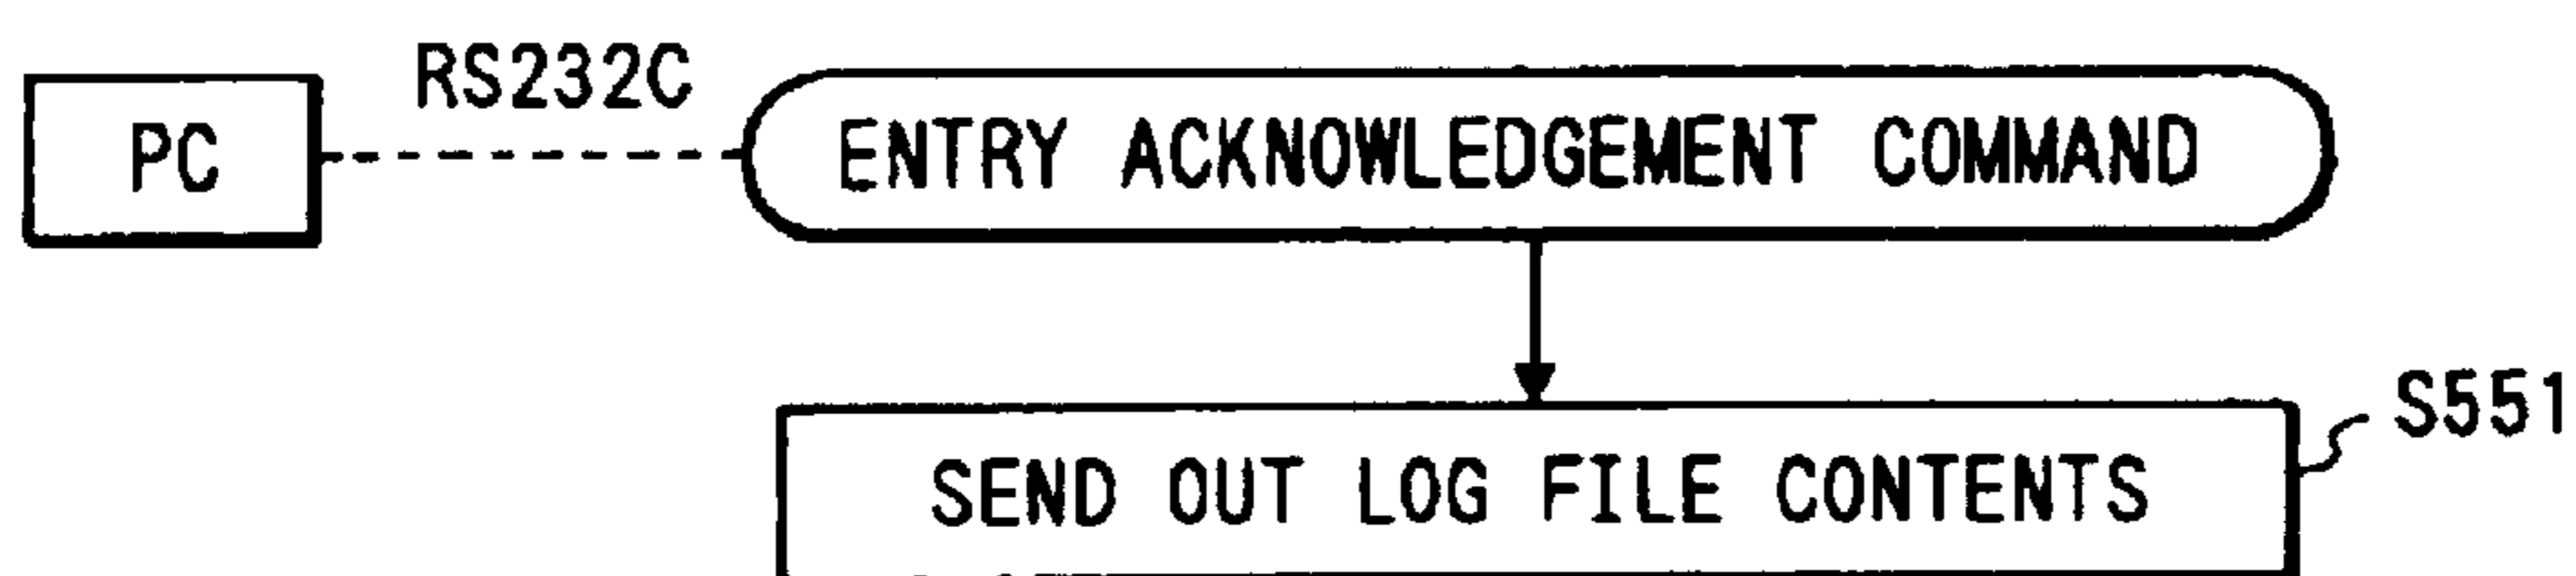 RS232C
PC
ENTRY ACKNOWLEDGEMENT COMMAND
S551
SEND OUT LOG FILE CONTENTS